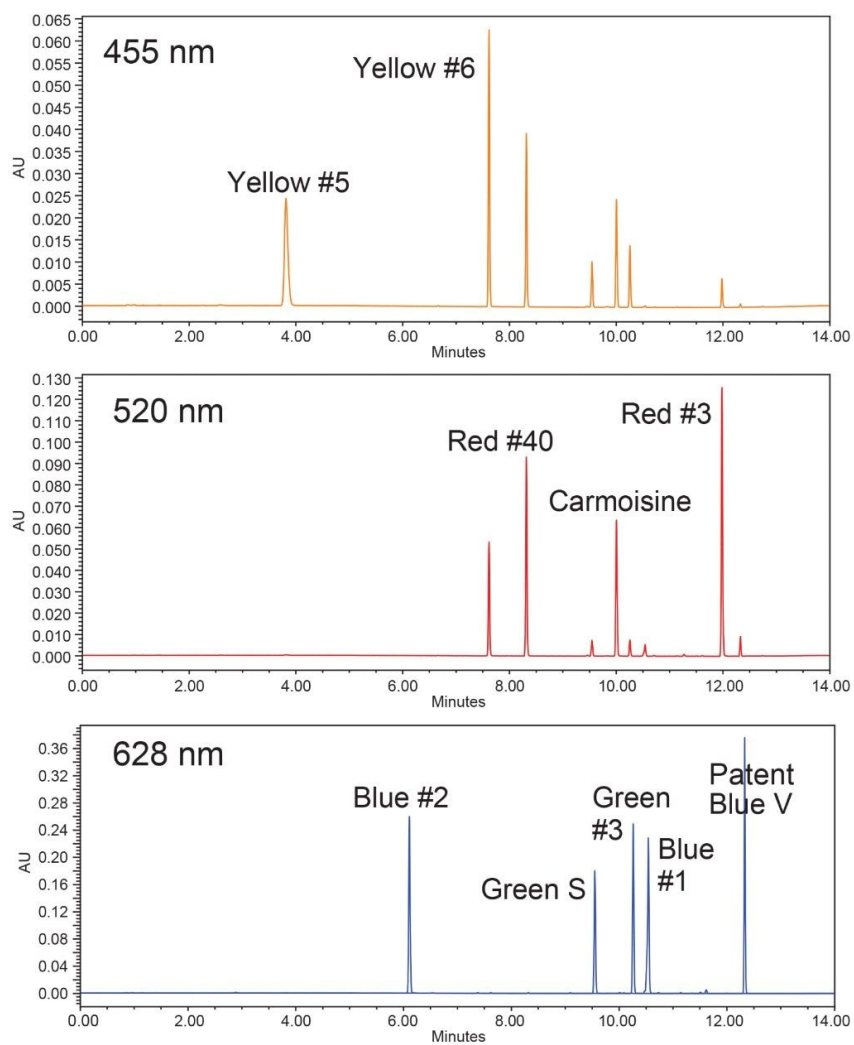 0.065
0.060
0.055
0.050
0.045
0.040
0.035
0.030
0.025
0.020
0.015
0.010
0.005
0.000
AU
455 nm
Yellow #6
Yellow #5
0.00 2.00 4.00 6.00 8.00 10.00 12.00 14.00
Minutes
0.130
0.120
0.110
0.100
0.090
0.080
0.070
0.060
0.050
0.040
0.030
0.020
0.010
0.000
AU
520 nm
Red #3
Red #40
Carmoisine
0.00 2.00 4.00 6.00 8.00 10.00 12.00 14.00
Minutes
0.36
0.32
0.28
0.24
0.20
0.16
0.12
0.08
0.04
0.00
AU
628 nm
Blue #2
Green S
Green
#3
Blue
#1
Patent
Blue V
0.00 2.00 4.00 6.00 8.00 10.00 12.00 14.00
Minutes